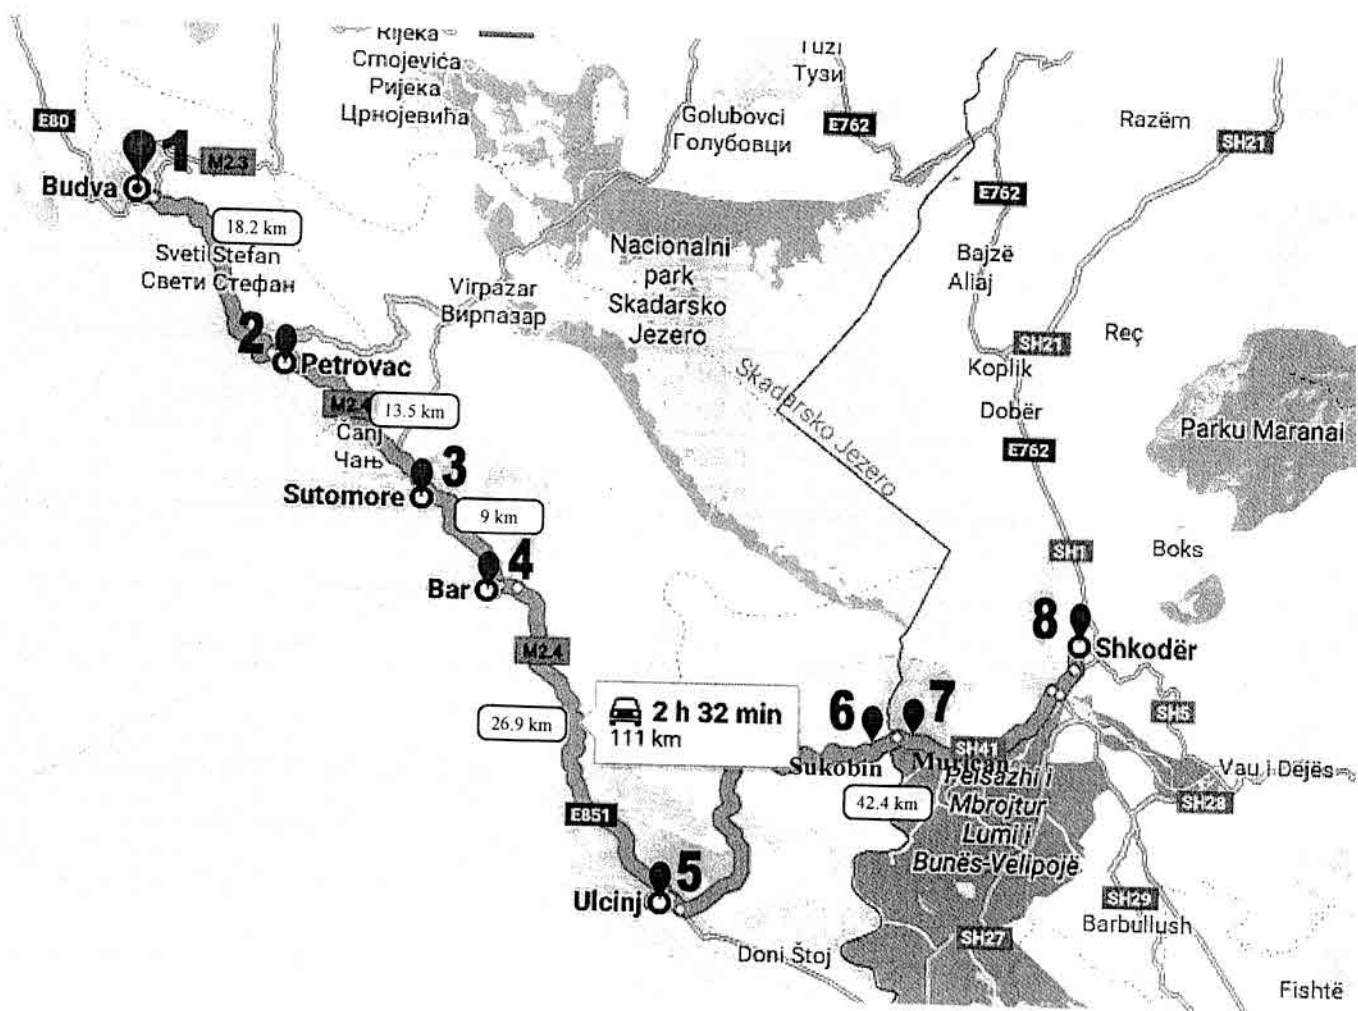 Rijeka
Crnojevića
Ријека
Црнојевића
Tuzi
Тузи
Golubovci
Голубовци
E762
Razëm
SH21
E80
1
M2.3
Budva
18.2 km
Sveti Stefan
Свети Стефан
Virpazar
Вирпазар
Nacionalni
park
Skadarsko
Jezero
E762
Bajzë
Aliaj
SH21
Reç
Koplik
2
Petrovac
Skadarsko Jezero
Dobër
M2.4
13.5 km
Čanj
Чањ
E762
Parku Maranai
3
Sutomore
9 km
4
Bar
SH1
Boks
8
Shkodër
M2.4
2 h 32 min
111 km
26.9 km
6
7
SH5
Sukobin
SH41
Murican
Vau i Dejës
42.4 km
SH28
Pejsazhi i
Mbrojtur
Lumi i
Bunës-Velipojë
E851
5
Ulcinj
SH29
Barbullush
SH27
Doni Štoj
Fishtë